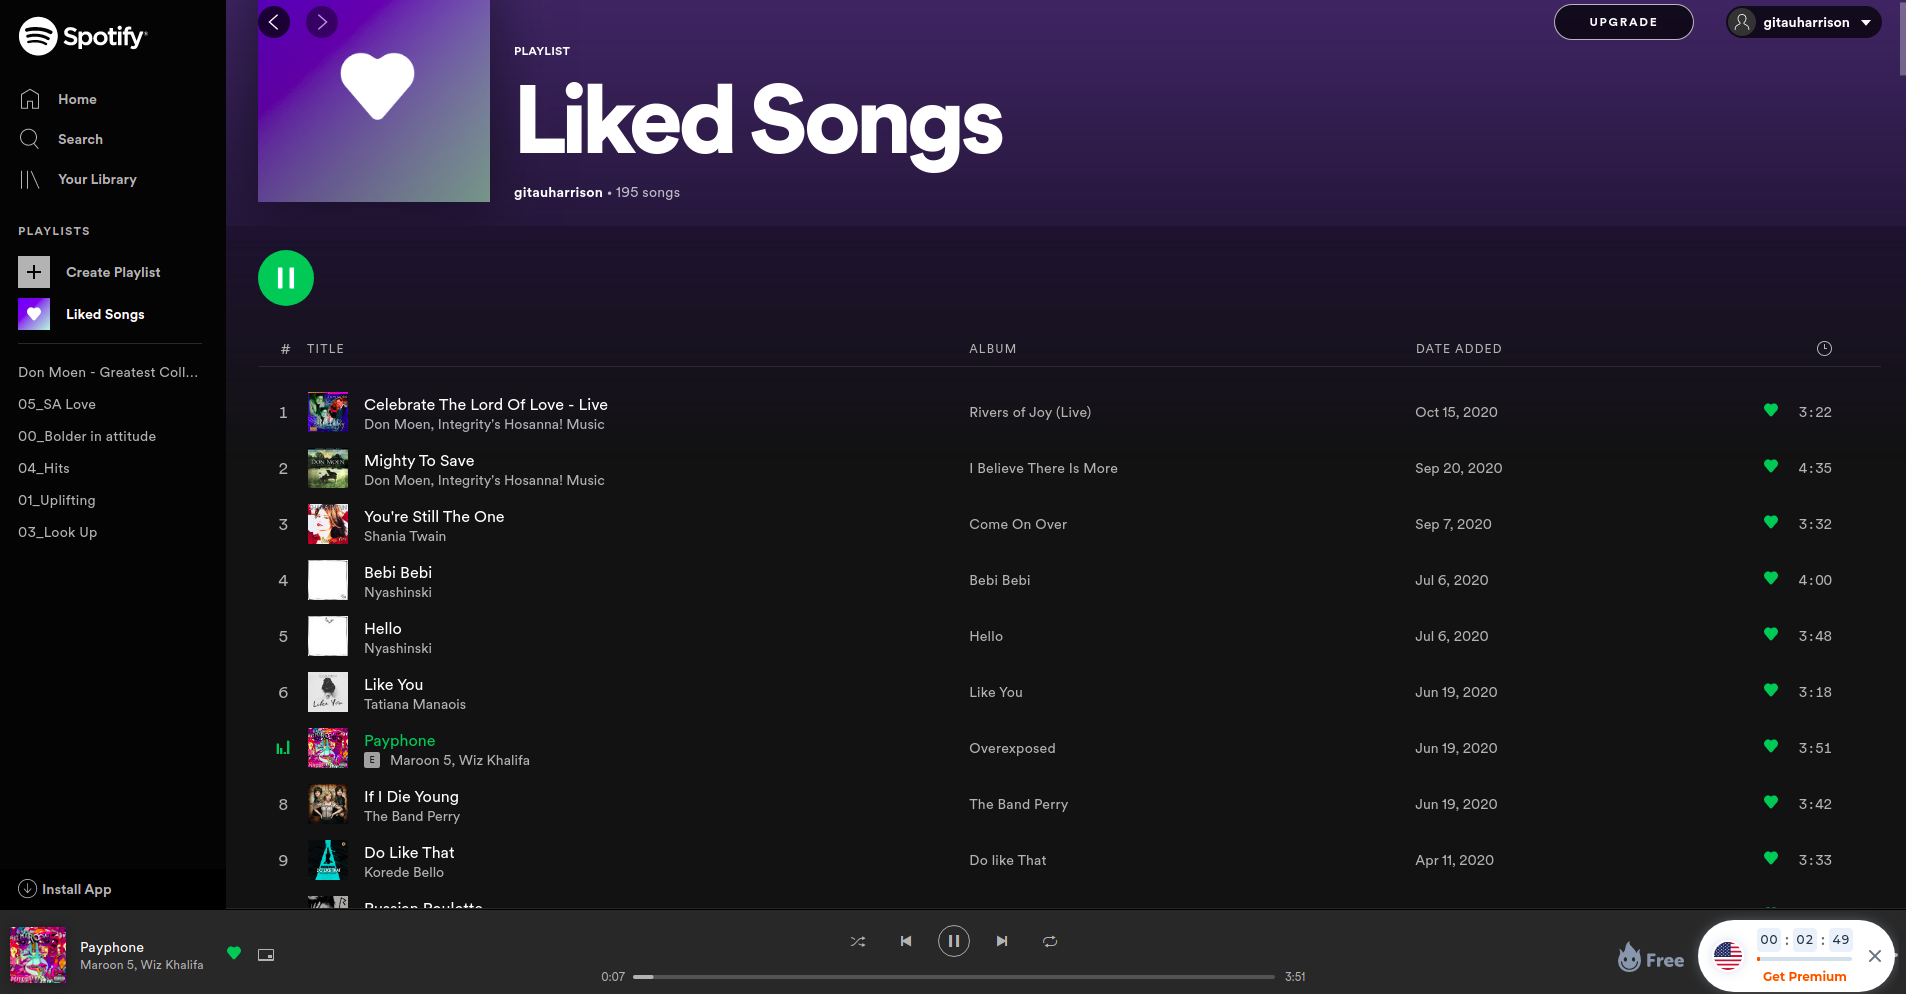 Spotify
Home
Search
Your Library
PLAYLISTS
Create Playlist
Liked Songs
Don Moen - Greatest Coll...
05_SA Love
00_Bolder in attitude
04_Hits
01_Uplifting
03_Look Up
Install App
UPGRADE
gitauharrison
PLAYLIST
Liked Songs
gitauharrison • 195 songs
# TITLE ALBUM DATE ADDED
1 Celebrate The Lord Of Love - Live Rivers of Joy (Live) Oct 15, 2020 3:22
Don Moen, Integrity's Hosanna! Music
2 Mighty To Save I Believe There Is More Sep 20, 2020 4:35
Don Moen, Integrity's Hosanna! Music
3 You're Still The One Come On Over Sep 7, 2020 3:32
Shania Twain
4 Bebi Bebi Bebi Bebi Jul 6, 2020 4:00
Nyashinski
5 Hello Hello Jul 6, 2020 3:48
Nyashinski
6 Like You Like You Jun 19, 2020 3:18
Tatiana Manaois
Payphone Overexposed Jun 19, 2020 3:51
E Maroon 5, Wiz Khalifa
8 If I Die Young The Band Perry Jun 19, 2020 3:42
The Band Perry
9 Do Like That Do like That Apr 11, 2020 3:33
Korede Bello
Russian Roulette
Payphone
Maroon 5, Wiz Khalifa
0:07 3:51
Free
00 : 02 : 49
Get Premium